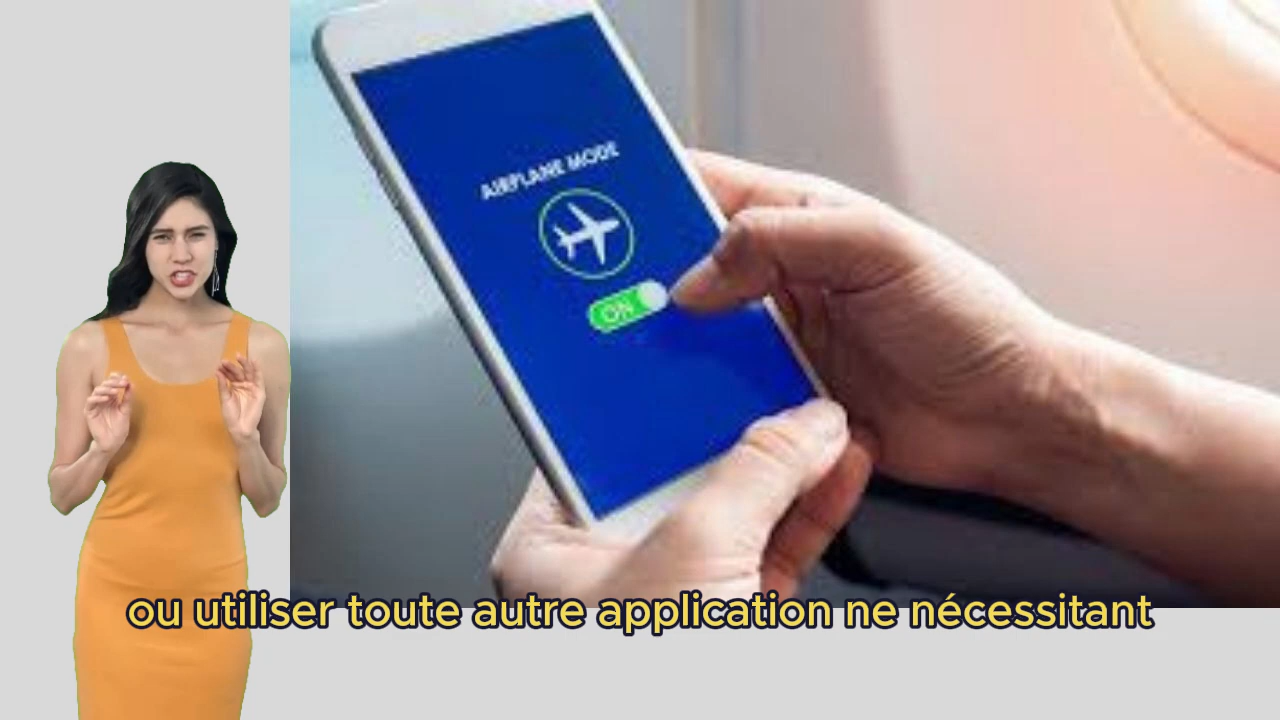 AIRPLANE MODE
ON
ou utiliser toute autre application ne nécessitant